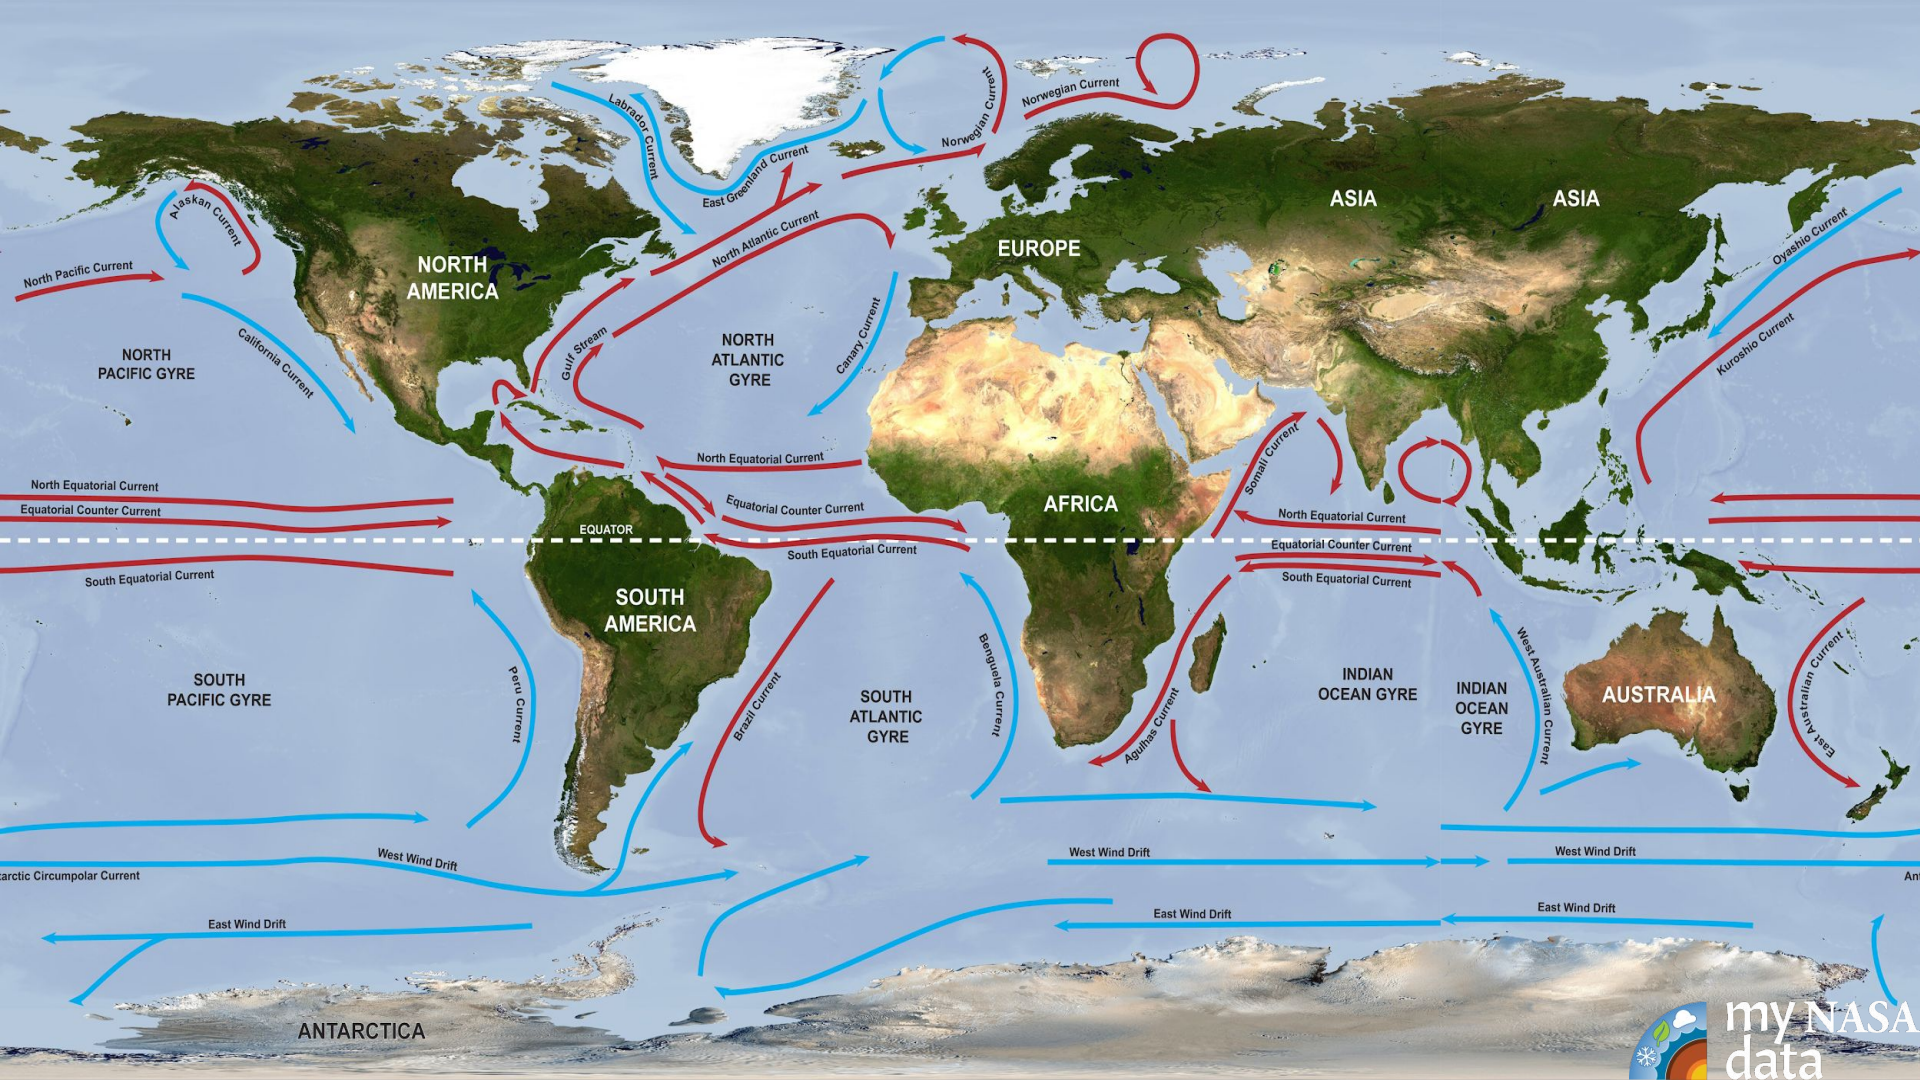 Labrador Current
East Greenland Current
Norwegian Current
Norwegian Current
Alaskan Current
North Pacific Current
California Current
NORTH
PACIFIC GYRE
NORTH
AMERICA
North Atlantic Current
Gulf Stream
NORTH
ATLANTIC
GYRE
Canary Current
EUROPE
ASIA
ASIA
Oyashio Current
Kuroshio Current
North Equatorial Current
Equatorial Counter Current
South Equatorial Current
North Equatorial Current
Equatorial Counter Current
South Equatorial Current
EQUATOR
AFRICA
Somali Current
North Equatorial Current
Equatorial Counter Current
South Equatorial Current
SOUTH
AMERICA
SOUTH
PACIFIC GYRE
Peru Current
Brazil Current
SOUTH
ATLANTIC
GYRE
Benguela Current
Agulhas Current
INDIAN
OCEAN GYRE
INDIAN
OCEAN
GYRE
West Australian Current
AUSTRALIA
East Australian Current
West Wind Drift
arctic Circumpolar Current
West Wind Drift
West Wind Drift
Ant
East Wind Drift
East Wind Drift
East Wind Drift
ANTARCTICA
my NASA
data